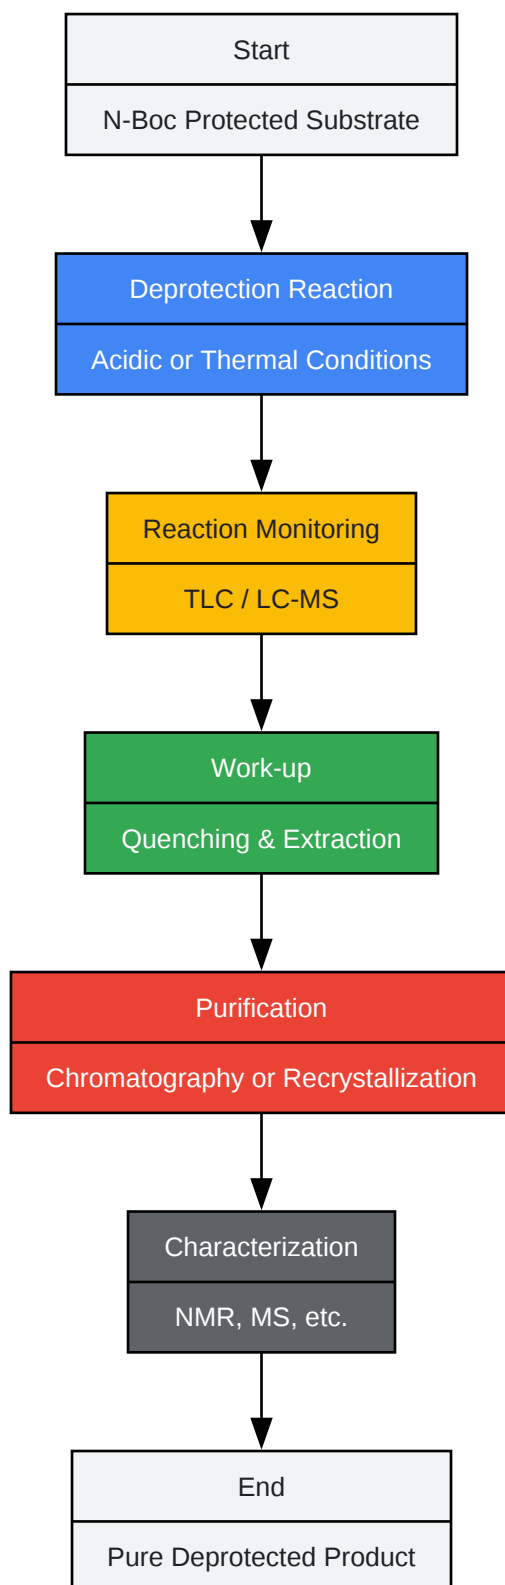 Start
N-Boc Protected Substrate
Deprotection Reaction
Acidic or Thermal Conditions
Reaction Monitoring
TLC / LC-MS
Work-up
Quenching & Extraction
Purification
Chromatography or Recrystallization
Characterization
NMR, MS, etc.
End
Pure Deprotected Product